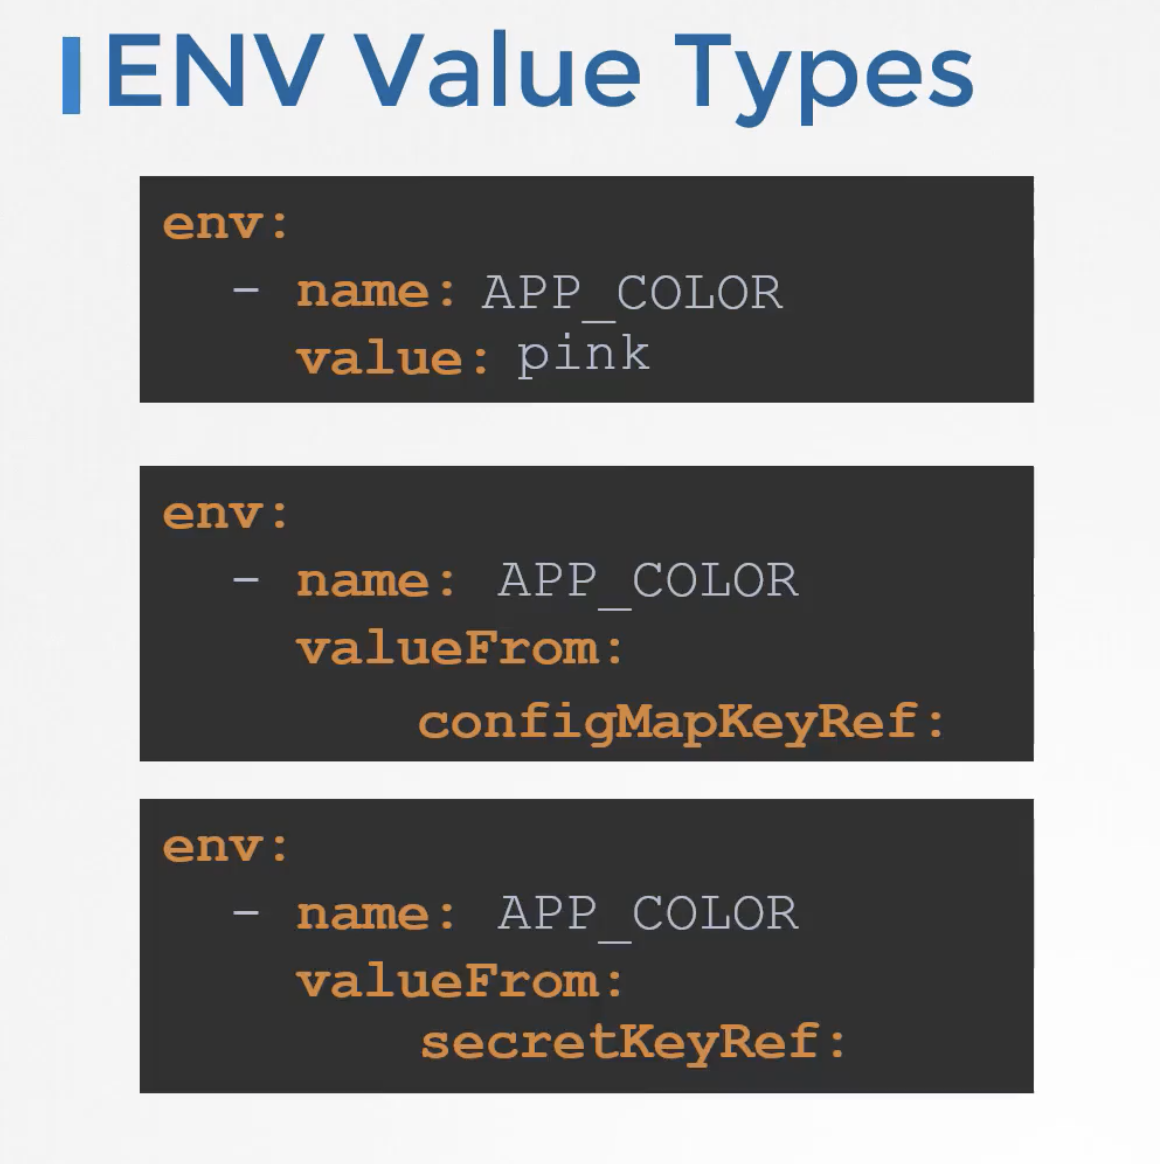 ENV Value Types
env:
- name: APP_COLOR
value: pink
env:
- name: APP_COLOR
valueFrom:
configMapKeyRef:
env:
- name: APP_COLOR
valueFrom:
secretKeyRef: